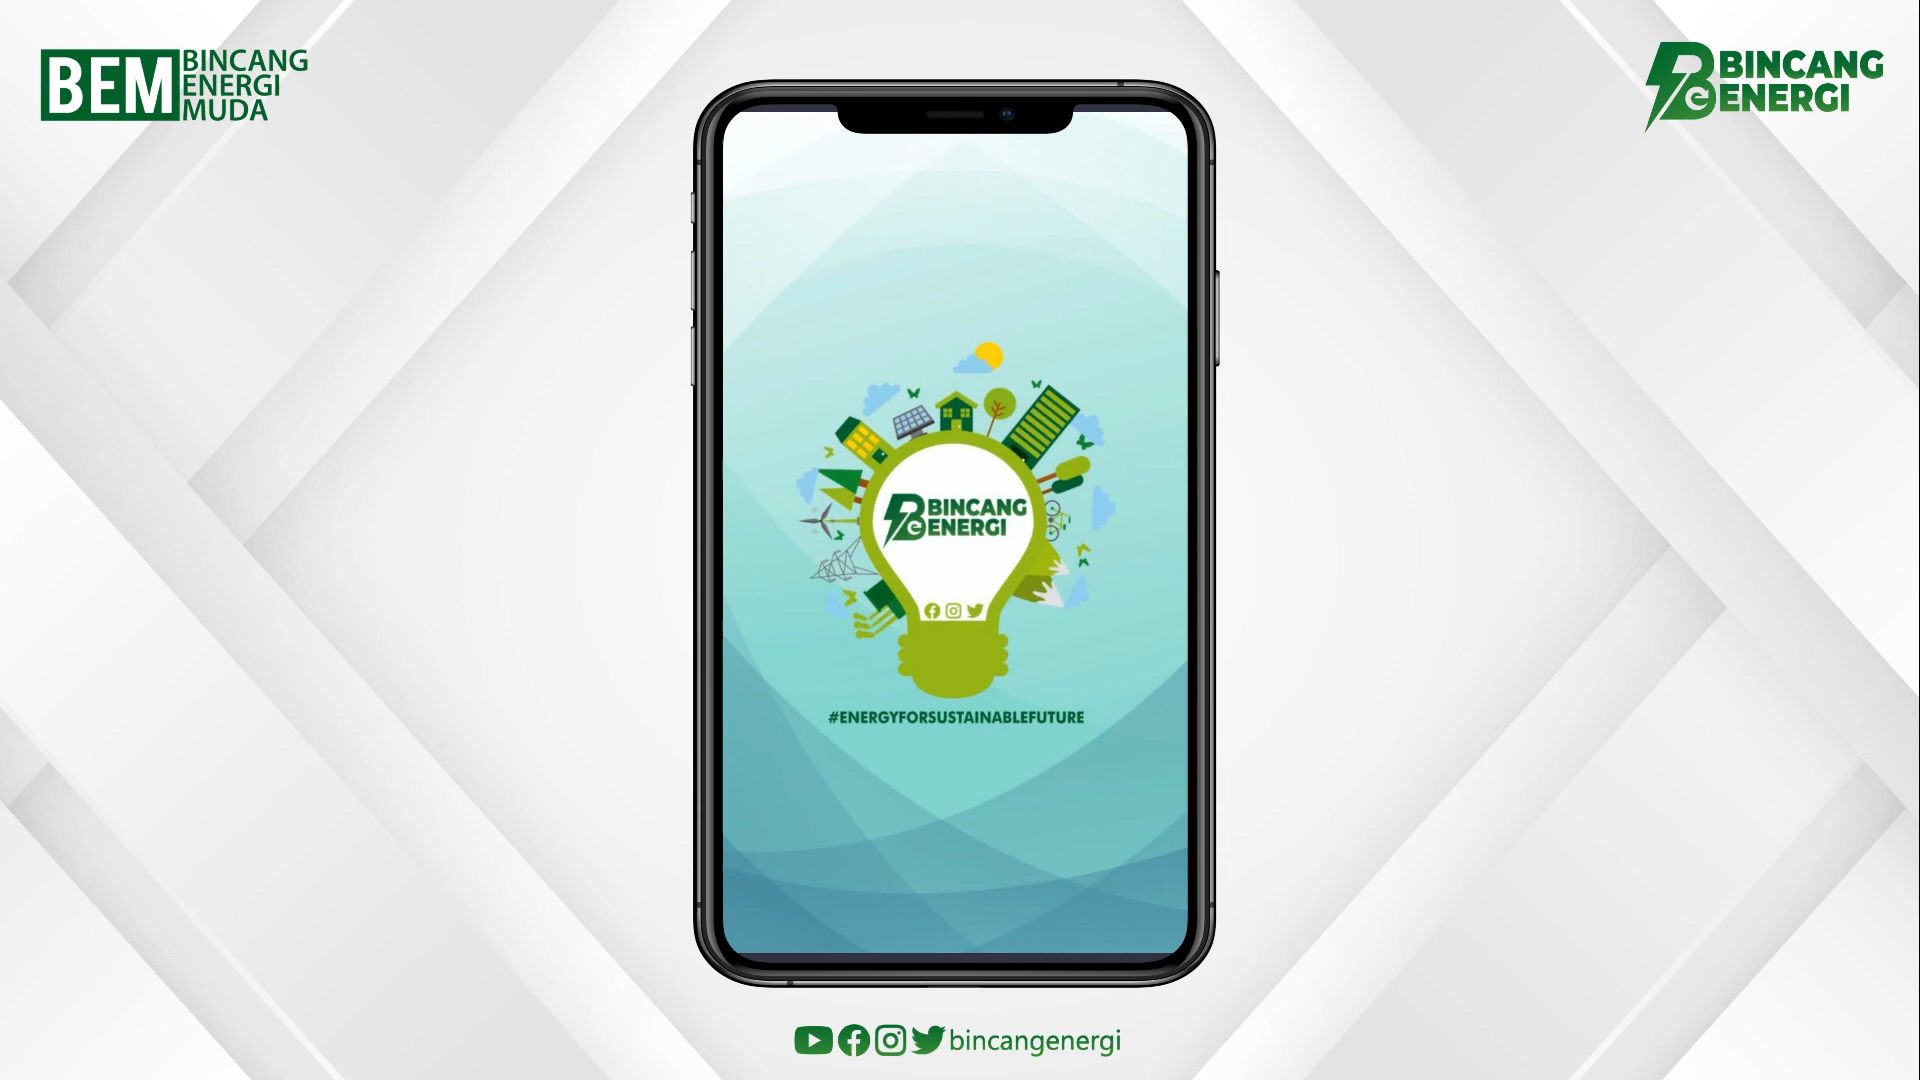 BEM BINCANG
ENERGI
MUDA
BINCANG
ENERGI
BINCANG
ENERGI
#ENERGYFORSUSTAINABLEFUTURE
bincangenergi